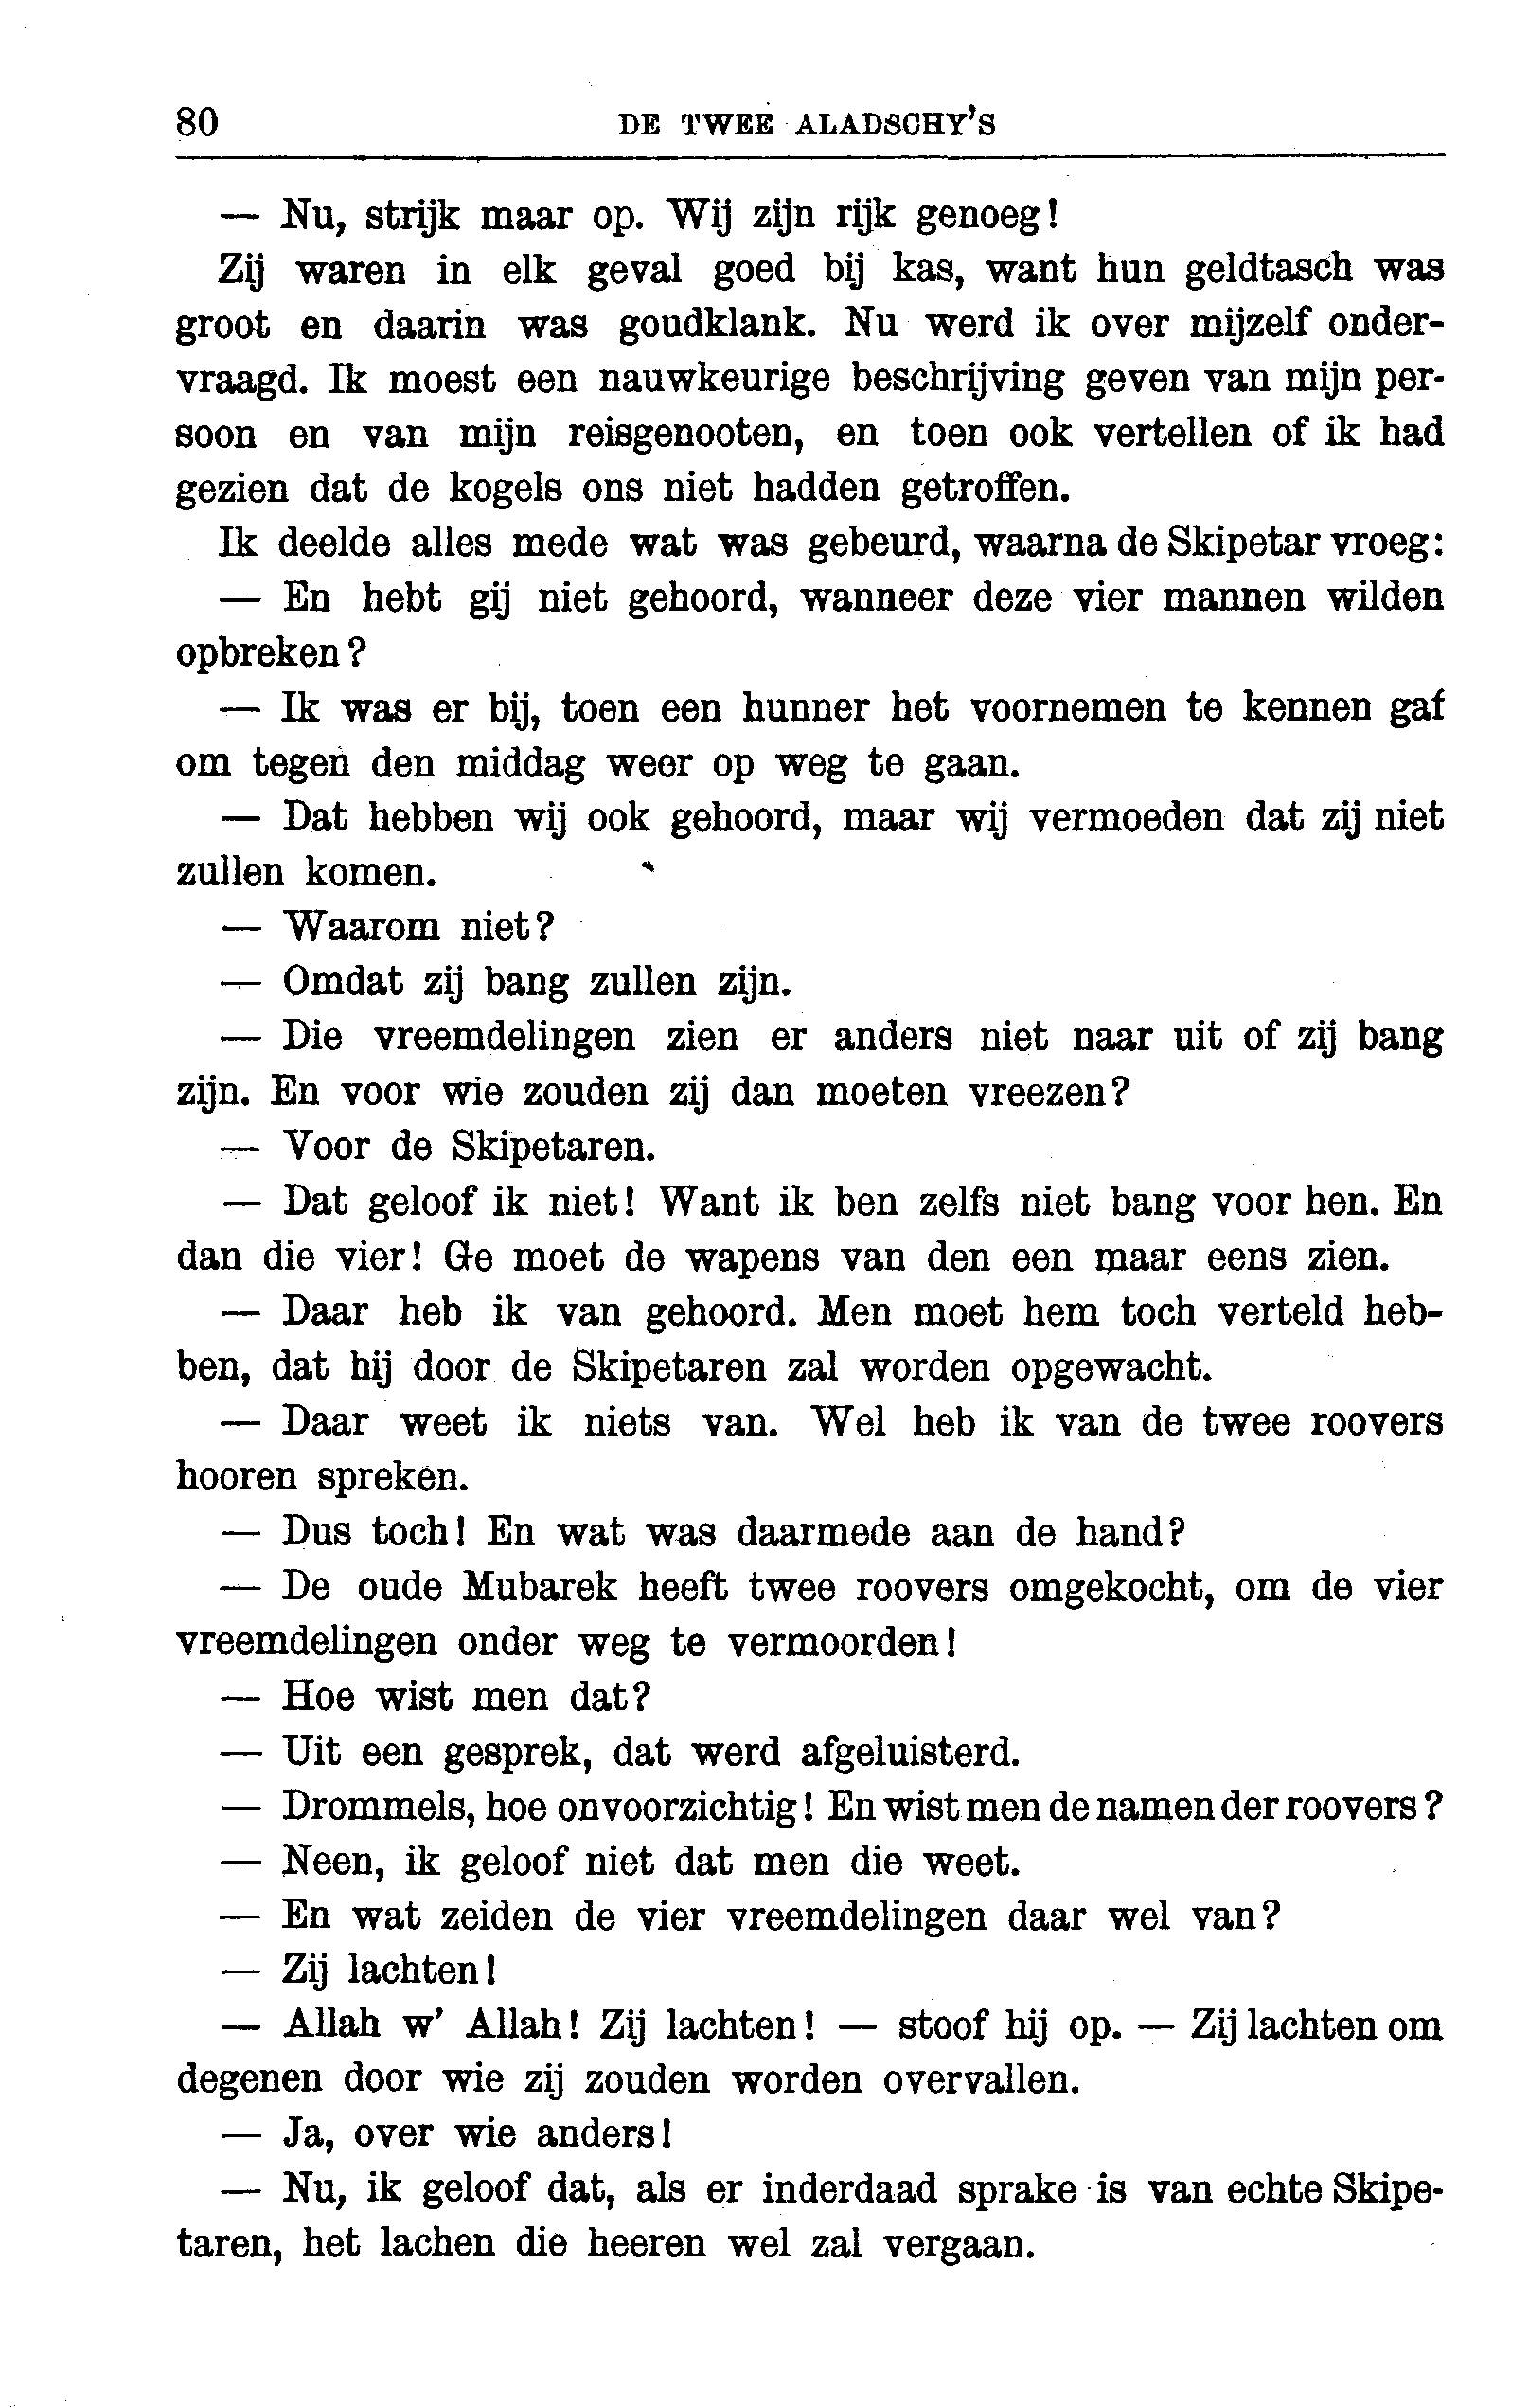 80
DE TWEE ALADSCHY'S
— Nu, strijk maar op. Wij zijn rijk genoeg!
Zij waren in elk geval goed bij kas, want hun geldtasch was
groot en daarin was goudklank. Nu werd ik over mijzelf onder-
vraagd. Ik moest een nauwkeurige beschrijving geven van mijn per-
soon en van mijn reisgenooten, en toen ook vertellen of ik had
gezien dat de kogels ons niet hadden getroffen.
Ik deelde alles mede wat was gebeurd, waarna de Skipetar vroeg:
— En hebt gij niet gehoord, wanneer deze vier mannen wilden
opbreken?
— Ik was er bij, toen een hunner het voornemen te kennen gaf
om tegen den middag weer op weg te gaan.
— Dat hebben wij ook gehoord, maar wij vermoeden dat zij niet
zullen komen.
— Waarom niet?
— Omdat zij bang zullen zijn.
— Die vreemdelingen zien er anders niet naar uit of zij bang
zijn. En voor wie zouden zij dan moeten vreezen?
— Voor de Skipetaren.
— Dat geloof ik niet! Want ik ben zelfs niet bang voor hen. En
dan die vier! Ge moet de wapens van den een maar eens zien.
— Daar heb ik van gehoord. Men moet hem toch verteld heb-
ben, dat hij door de Skipetaren zal worden opgewacht.
— Daar weet ik niets van. Wel heb ik van de twee roovers
hooren spreken.
— Dus toch! En wat was daarmede aan de hand?
— De oude Mubarek heeft twee roovers omgekocht, om de vier
vreemdelingen onder weg te vermoorden!
— Hoe wist men dat?
— Uit een gesprek, dat werd afgeluisterd.
— Drommels, hoe onvoorzichtig! En wist men de namen der roovers?
— Neen, ik geloof niet dat men die weet.
— En wat zeiden de vier vreemdelingen daar wel van?
— Zij lachten!
— Allah w' Allah! Zij lachten! — stoof hij op. — Zij lachten om
degenen door wie zij zouden worden overvallen.
— Ja, over wie anders!
— Nu, ik geloof dat, als er inderdaad sprake is van echte Skipe-
taren, het lachen die heeren wel zal vergaan.